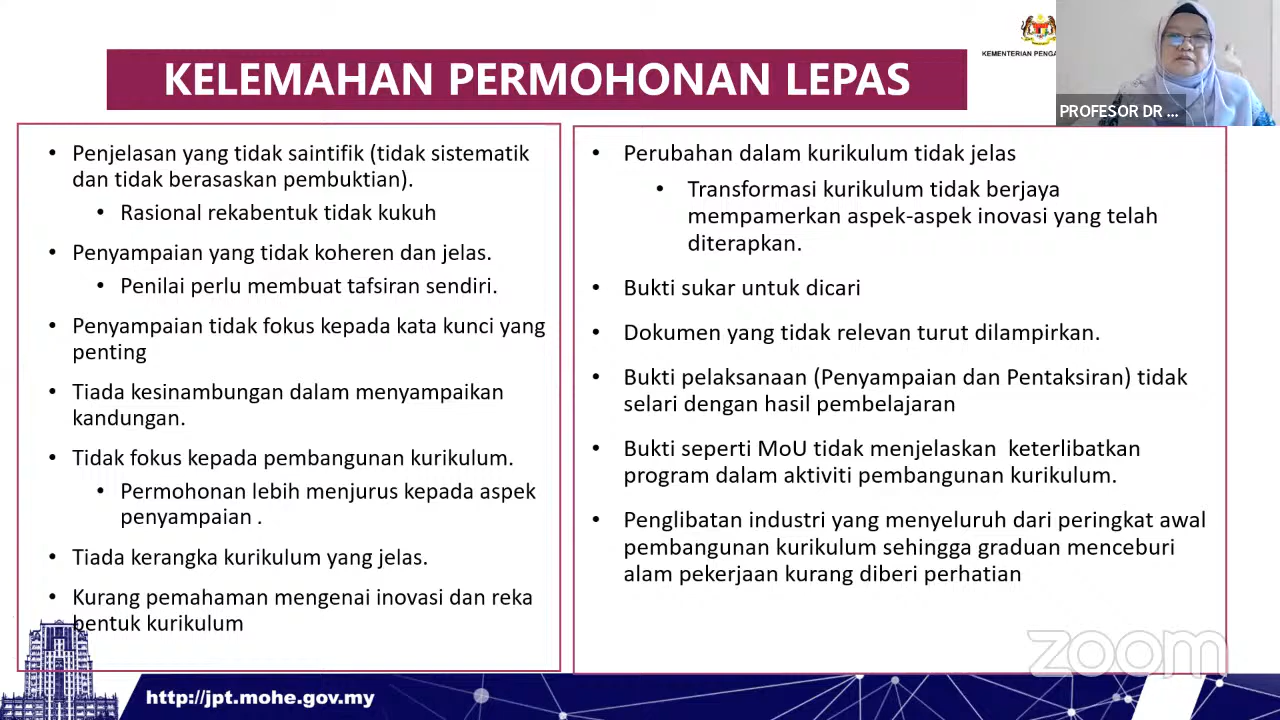 KEMENTERIAN PENGA
PROFESOR DR ...
KELEMAHAN PERMOHONAN LEPAS
• Penjelasan yang tidak saintifik (tidak sistematik
dan tidak berasaskan pembuktian).
• Rasional rekabentuk tidak kukuh
• Penyampaian yang tidak koheren dan jelas.
• Penilai perlu membuat tafsiran sendiri.
• Penyampaian tidak fokus kepada kata kunci yang
penting
• Tiada kesinambungan dalam menyampaikan
kandungan.
• Tidak fokus kepada pembangunan kurikulum.
• Permohonan lebih menjurus kepada aspek
penyampaian .
• Tiada kerangka kurikulum yang jelas.
• Kurang pemahaman mengenai inovasi dan reka
bentuk kurikulum
• Perubahan dalam kurikulum tidak jelas
• Transformasi kurikulum tidak berjaya
mempamerkan aspek-aspek inovasi yang telah
diterapkan.
• Bukti sukar untuk dicari
• Dokumen yang tidak relevan turut dilampirkan.
• Bukti pelaksanaan (Penyampaian dan Pentaksiran) tidak
selari dengan hasil pembelajaran
• Bukti seperti MoU tidak menjelaskan keterlibatkan
program dalam aktiviti pembangunan kurikulum.
• Penglibatan industri yang menyeluruh dari peringkat awal
pembangunan kurikulum sehingga graduan menceburi
alam pekerjaan kurang diberi perhatian
zoom
http://jpt.mohe.gov.my